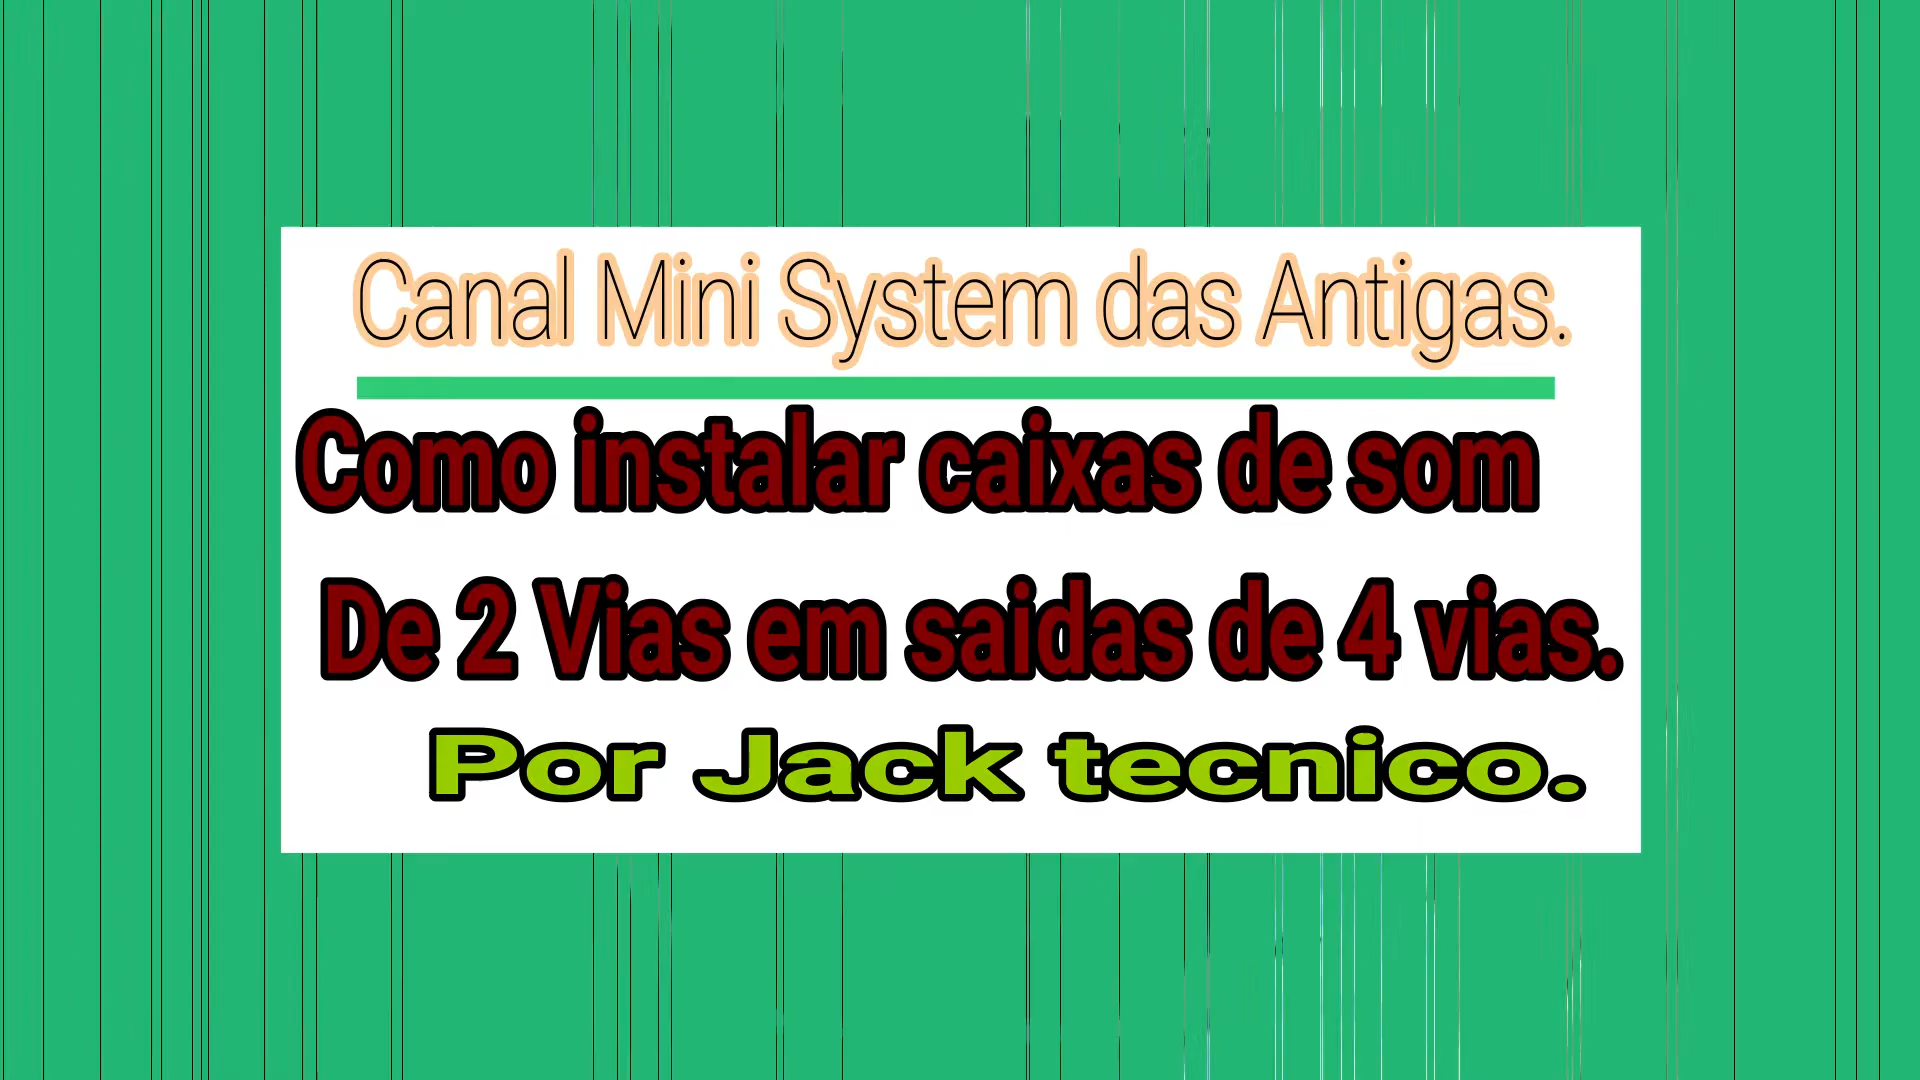 Canal Mini System das Antigas.
Como instalar caixas de som
De 2 Vias em saidas de 4 vias.
Por Jack tecnico.